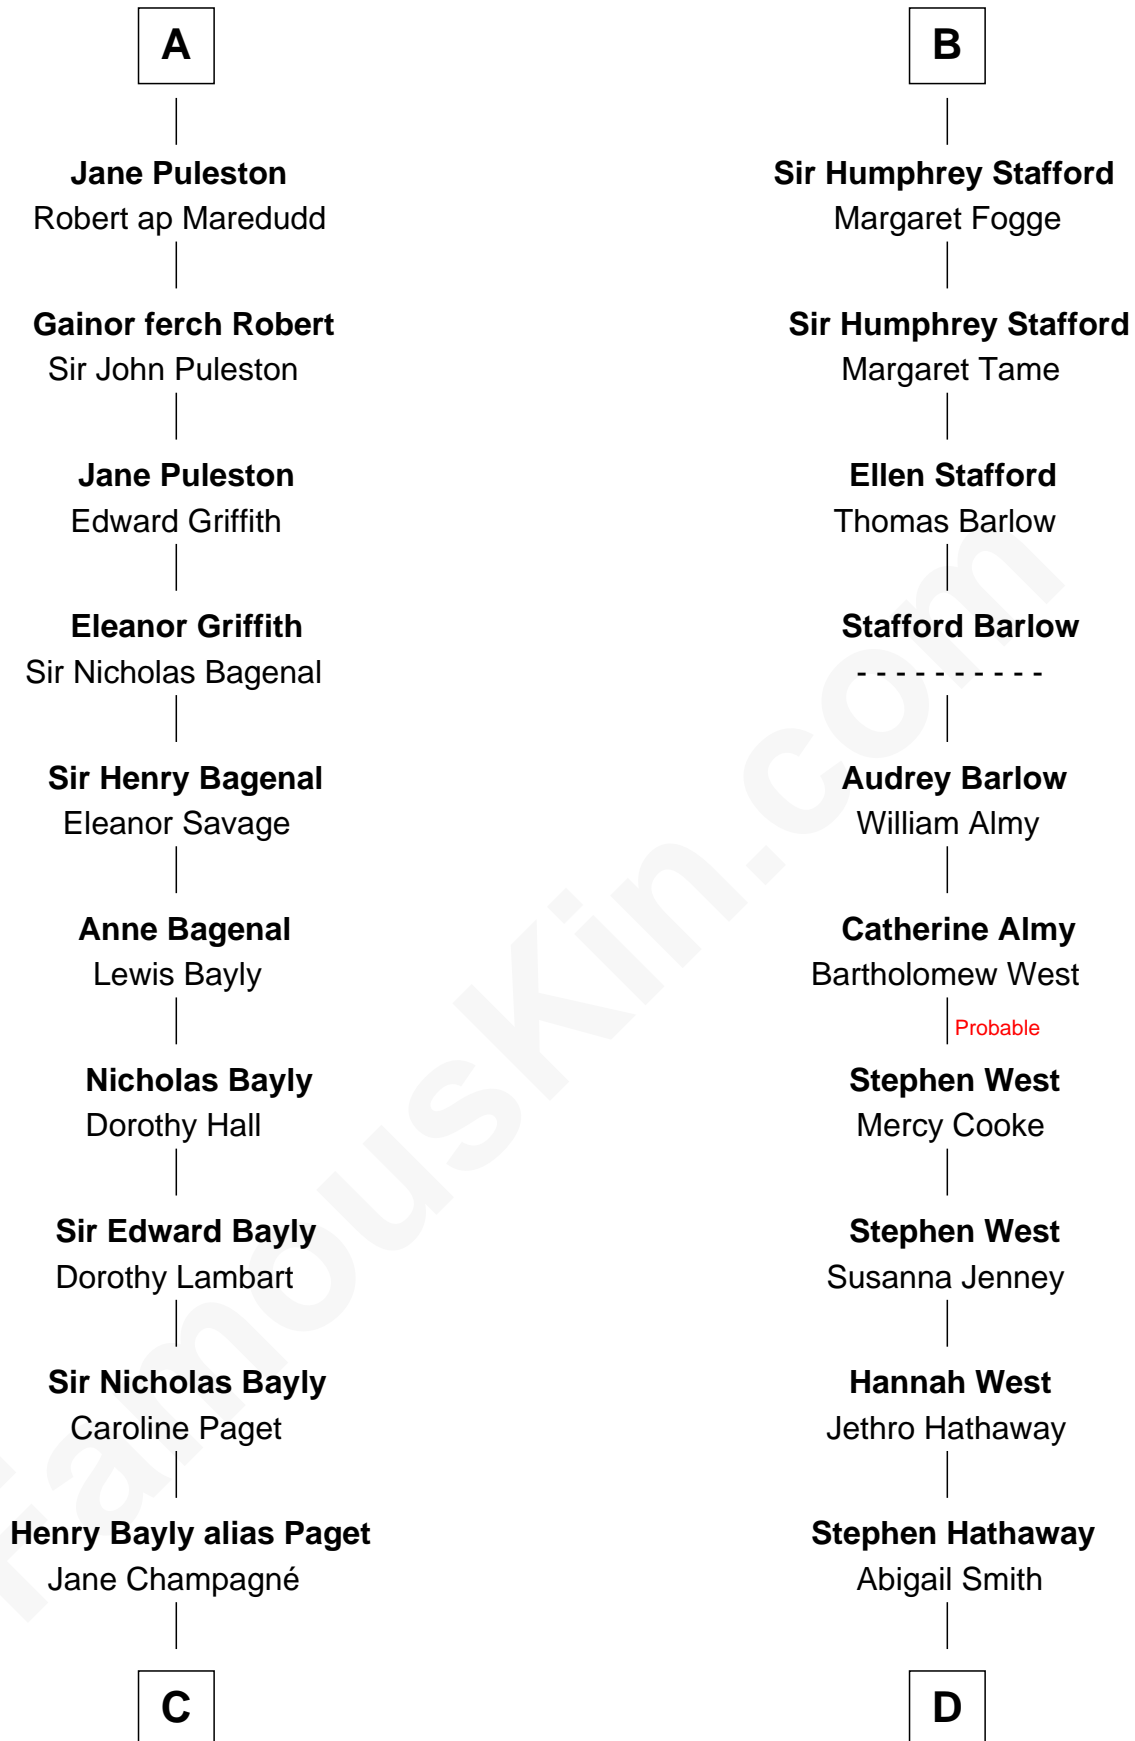 A
Jane Puleston
Robert ap Maredudd
Gainor ferch Robert
Sir John Puleston
Jane Puleston
Edward Griffith
Eleanor Griffith
Sir Nicholas Bagenal
Sir Henry Bagenal
Eleanor Savage
Anne Bagenal
Lewis Bayly
Nicholas Bayly
Dorothy Hall
Sir Edward Bayly
Dorothy Lambart
Sir Nicholas Bayly
Caroline Paget
Henry Bayly alias Paget
Jane Champagné
C
B
Sir Humphrey Stafford
Margaret Fogge
Sir Humphrey Stafford
Margaret Tame
Ellen Stafford
Thomas Barlow
Stafford Barlow
- - - - - - - - - -
Audrey Barlow
William Almy
Catherine Almy
Bartholomew West
Probable
Stephen West
Mercy Cooke
Stephen West
Susanna Jenney
Hannah West
Jethro Hathaway
Stephen Hathaway
Abigail Smith
D
famouskin.com